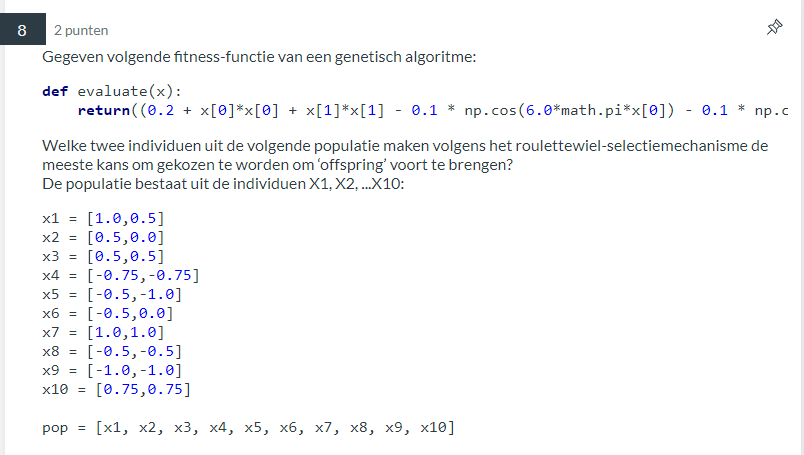 8 2 punten
Gegeven volgende fitness-functie van een genetisch algoritme:
def evaluate(x):
    return((0.2 + x[0]*x[0] + x[1]*x[1] - 0.1 * np.cos(6.0*math.pi*x[0]) - 0.1 * np.c
Welke twee individuen uit de volgende populatie maken volgens het roulettewiel-selectiemechanisme de
meeste kans om gekozen te worden om ‘offspring’ voort te brengen?
De populatie bestaat uit de individuen X1, X2, ...X10:
x1 = [1.0,0.5]
x2 = [0.5,0.0]
x3 = [0.5,0.5]
x4 = [-0.75,-0.75]
x5 = [-0.5,-1.0]
x6 = [-0.5,0.0]
x7 = [1.0,1.0]
x8 = [-0.5,-0.5]
x9 = [-1.0,-1.0]
x10 = [0.75,0.75]
pop = [x1, x2, x3, x4, x5, x6, x7, x8, x9, x10]